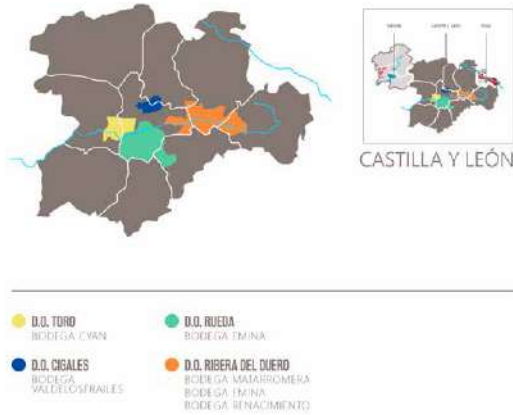 CASTILLA Y LEÓN
D.O. TORO
BODEGA CYAN
D.O. RUEDA
BODEGA EMINA
D.O. CIGALES
BODEGA
VALDELOSFRAILES
D.O. RIBERA DEL DUERO
BODEGA MATARROMERA
BODEGA EMINA
BODEGA RENACIMIENTO